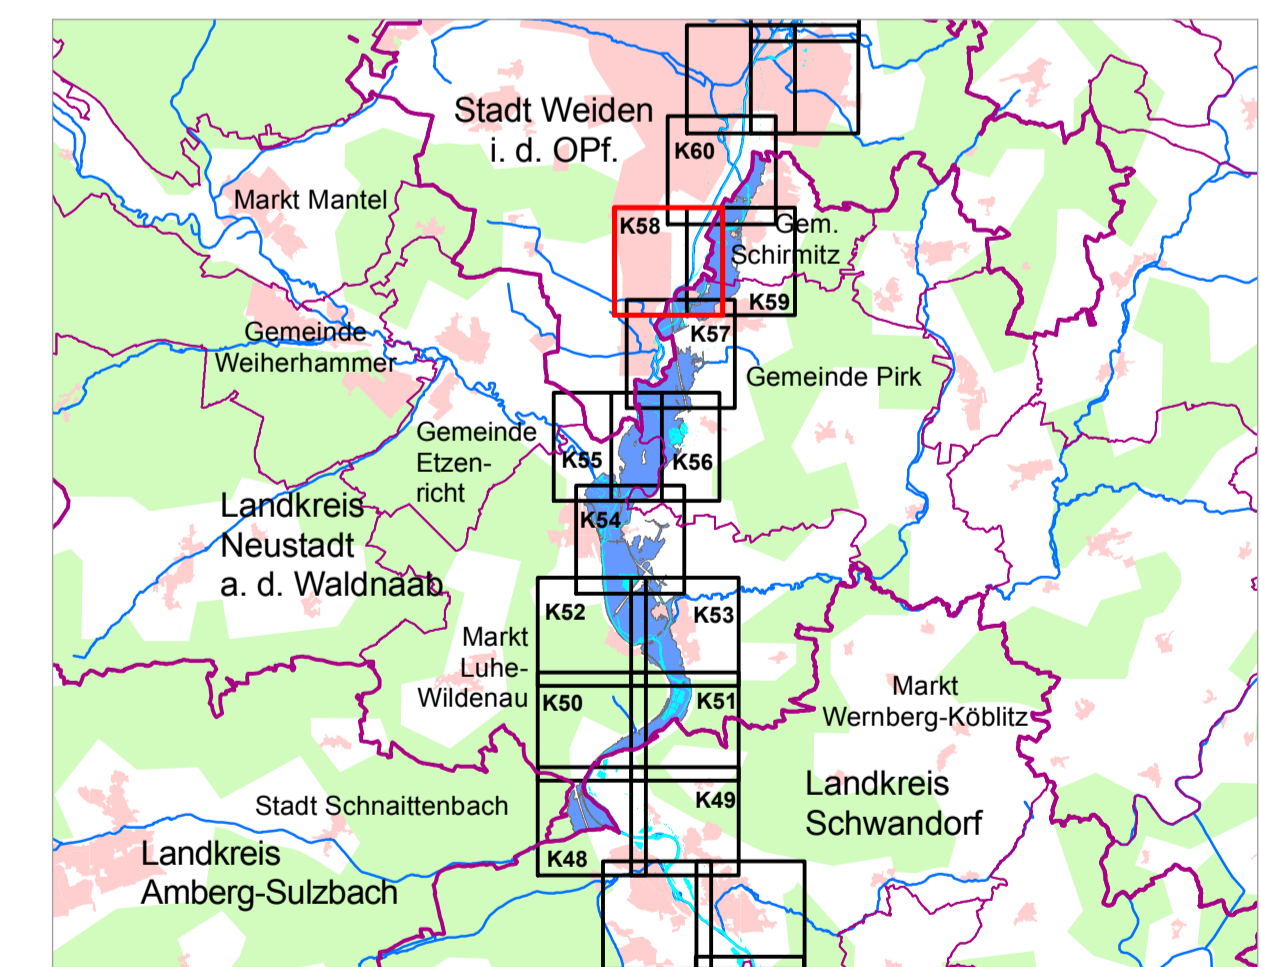 Stadt Weiden
i. d. OPf.
K60
Markt Mantel
K58
Gem.
Schirmitz
K59
Gemeinde
Weiherhammer
K57
Gemeinde Pirk
Gemeinde
Etzen-
richt
K55
K56
Landkreis
Neustadt
a. d. Waldnaab
K54
K52
K53
Markt
Luhe-
Wildenau
K50
K51
Markt
Wernberg-Köblitz
Landkreis
Schwandorf
K49
Stadt Schnaittenbach
K48
Landkreis
Amberg-Sulzbach